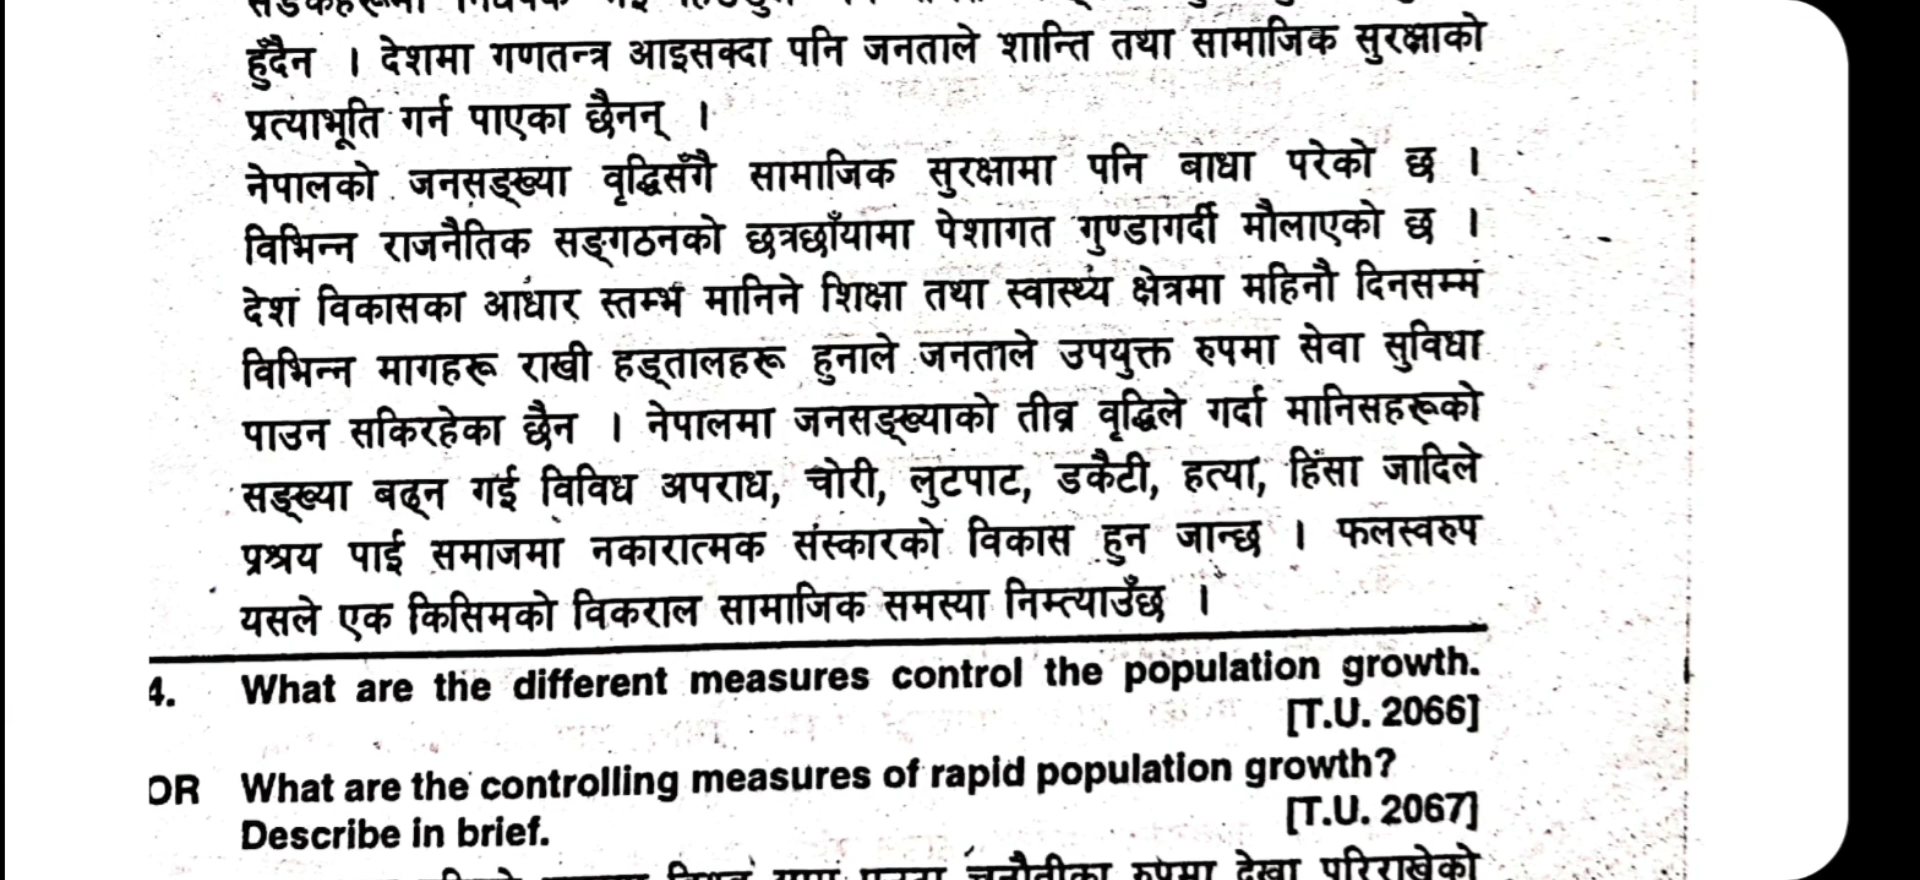 हुँदैन । देशमा गणतन्त्र आइसक्दा पनि जनताले शान्ति तथा सामाजिक सुरक्षाको
प्रत्याभूति गर्न पाएका छैनन् ।
नेपालको जनसङ्ख्या वृद्धिसँगै सामाजिक सुरक्षामा पनि बाधा परेको छ ।
विभिन्न राजनैतिक सङ्गठनको छत्रछाँयामा पेशागत गुण्डागर्दी मौलाएको छ ।
देश विकासका आधार स्तम्भ मानिने शिक्षा तथा स्वास्थ्य क्षेत्रमा महिनौ दिनसम्म
विभिन्न मागहरू राखी हड्तालहरू हुनाले जनताले उपयुक्त रुपमा सेवा सुविधा
पाउन सकिरहेका छैन । नेपालमा जनसङ्ख्याको तीव्र वृद्धिले गर्दा मानिसहरूको
सङ्ख्या बढ्न गई विविध अपराध, चोरी, लुटपाट, डकैटी, हत्या, हिंसा जादिले
प्रश्रय पाई समाजमा नकारात्मक संस्कारको विकास हुन जान्छ । फलस्वरुप
यसले एक किसिमको विकराल सामाजिक समस्या निम्त्याउँछ ।
4. What are the different measures control the population growth.
[T.U. 2066]
OR What are the controlling measures of rapid population growth?
Describe in brief. [T.U. 2067]
चुनौतीका रुपमा देखा परिराखेको